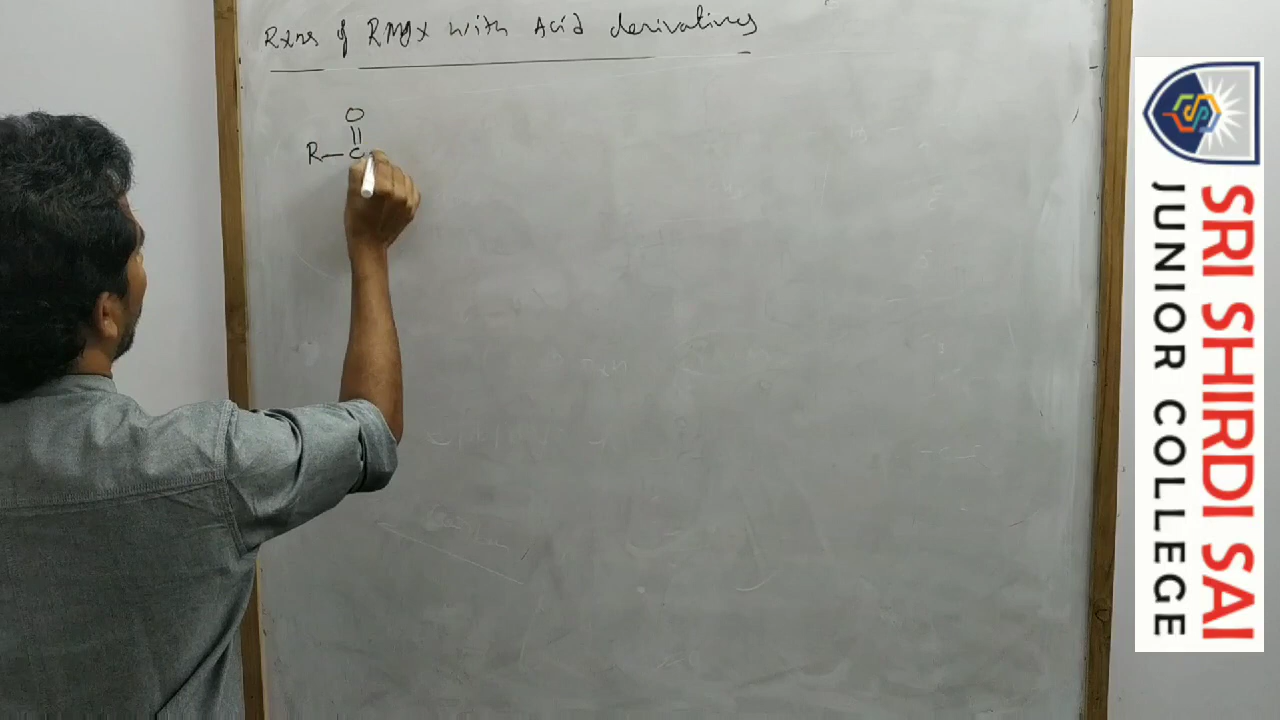 Rxns of RMgX with Acid derivatives
O
R-C
SRI SHIRDI SAI
JUNIOR COLLEGE